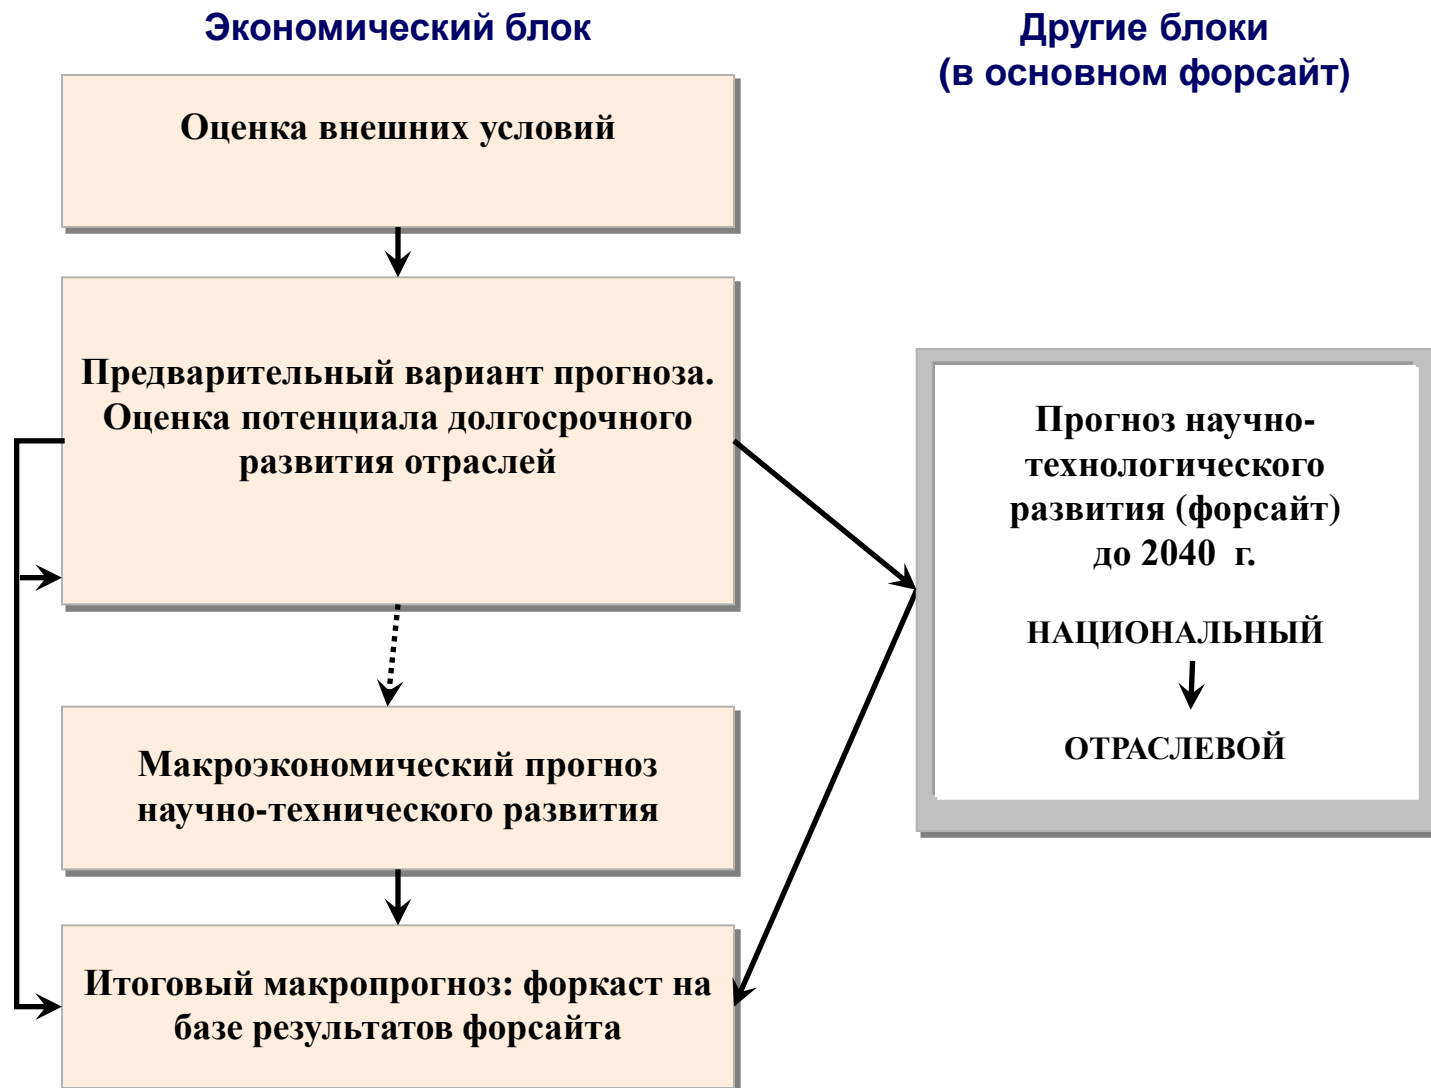 Экономический блок
Другие блоки
(в основном форсайт)
Оценка внешних условий
Предварительный вариант прогноза.
Оценка потенциала долгосрочного
развития отраслей
Прогноз научно-
технологического
развития (форсайт)
до 2040 г.
НАЦИОНАЛЬНЫЙ
ОТРАСЛЕВОЙ
Макроэкономический прогноз
научно-технического развития
Итоговый макропрогноз: форкаст на
базе результатов форсайта